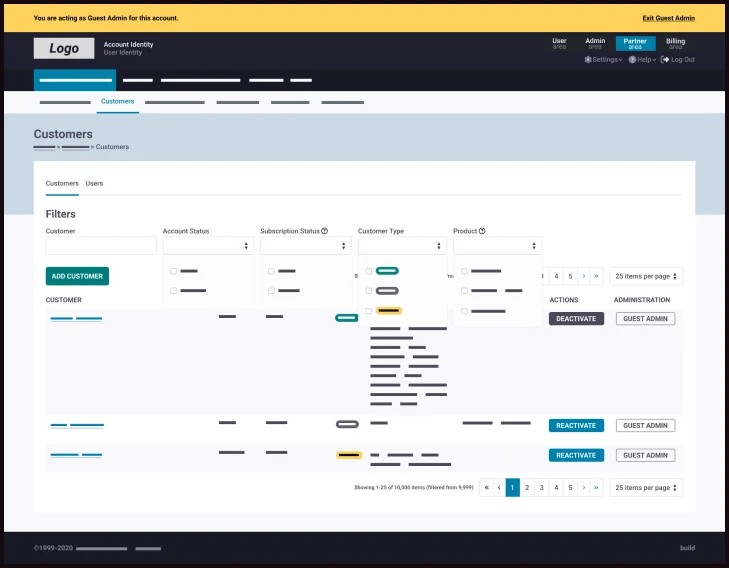 You are acting as Guest Admin for this account. Exit Guest Admin
Logo
Account Identity
User Identity
User area
Admin area
Partner area
Billing area
Settings
Help
Log Out
Customers
Customers
> > Customers
Customers Users
Filters
Customer Account Status Subscription Status Customer Type Product
ADD CUSTOMER
4 5 › » 25 items per page
CUSTOMER ACTIONS ADMINISTRATION
DEACTIVATE GUEST ADMIN
REACTIVATE GUEST ADMIN
REACTIVATE GUEST ADMIN
Showing 1-25 of 10,000 items (filtered from 9,999) « ‹ 1 2 3 4 5 › » 25 items per page
©1999-2020 build